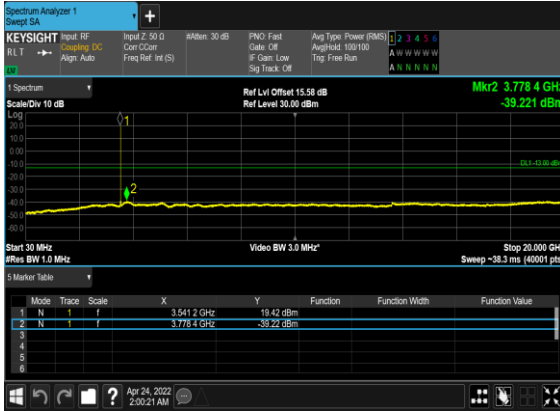 Spectrum Analyzer 1
Swept SA
+
KEYSIGHT
RLT
Input: RF
Coupling: DC
Align: Auto
Input Z: 50 Ω
Corr CCorr
Freq Ref: Int (S)
#Atten: 30 dB
PNO: Fast
Gate: Off
IF Gain: Low
Sig Track: Off
Avg Type: Power (RMS)
Avg|Hold: 100/100
Trig: Free Run
1 2 3 4 5 6
A W W W W W
A N N N N N
1 Spectrum
Scale/Div 10 dB
Ref Lvl Offset 15.58 dB
Ref Level 30.00 dBm
Mkr2 3.778 4 GHz
-39.221 dBm
Log
20.0
10.0
0.00
-10.0
-20.0
-30.0
-40.0
-50.0
-60.0
1
2
DL1 -13.00 dBm
Start 30 MHz
#Res BW 1.0 MHz
Video BW 3.0 MHz*
Stop 20.000 GH
Sweep ~38.3 ms (40001 pts
5 Marker Table
Mode Trace Scale X Y Function Function Width Function Value
1 N 1 f 3.541 2 GHz 19.42 dBm
2 N 1 f 3.778 4 GHz -39.22 dBm
3
4
5
6
?
Apr 24, 2022
2:00:21 AM